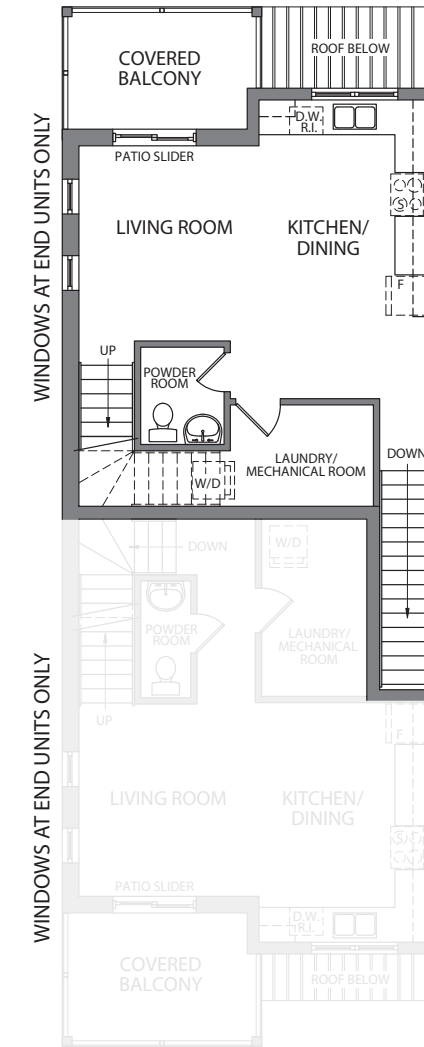 COVERED
BALCONY
ROOF BELOW
D.W.
R.I.
PATIO SLIDER
WINDOWS AT END UNITS ONLY
LIVING ROOM
KITCHEN/
DINING
S
F
UP
POWDER
ROOM
LAUNDRY/
MECHANICAL ROOM
W/D
DOWN
DOWN
W/D
POWDER
ROOM
LAUNDRY/
MECHANICAL
ROOM
UP
F
WINDOWS AT END UNITS ONLY
LIVING ROOM
KITCHEN/
DINING
S
PATIO SLIDER
D.W.
R.I.
COVERED
BALCONY
ROOF BELOW